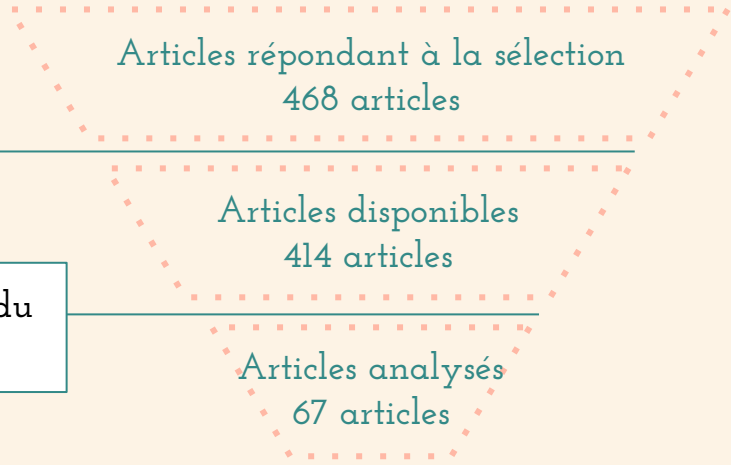 Articles répondant à la sélection
468 articles
Articles disponibles
414 articles
du
Articles analysés
67 articles